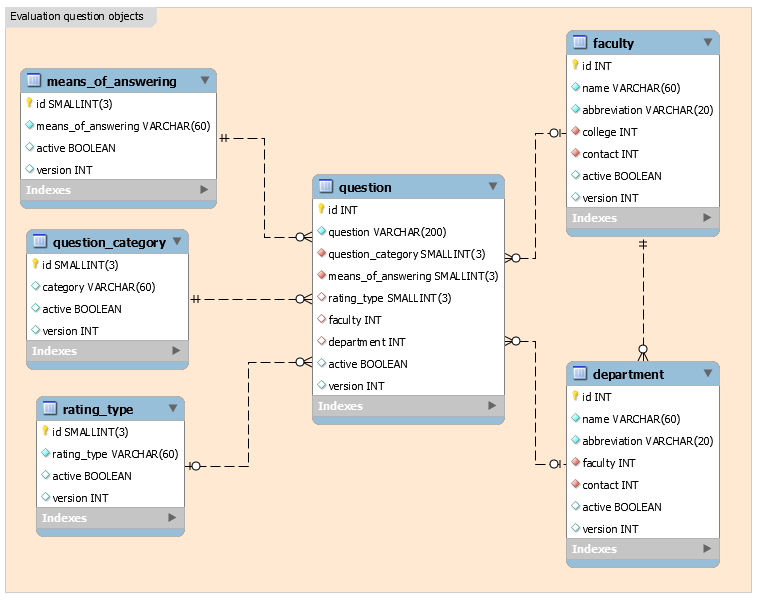 Evaluation question objects
means_of_answering
id SMALLINT(3)
means_of_answering VARCHAR(60)
active BOOLEAN
version INT
Indexes
question_category
id SMALLINT(3)
category VARCHAR(60)
active BOOLEAN
version INT
Indexes
rating_type
id SMALLINT(3)
rating_type VARCHAR(60)
active BOOLEAN
version INT
Indexes
question
id INT
question VARCHAR(200)
question_category SMALLINT(3)
means_of_answering SMALLINT(3)
rating_type SMALLINT(3)
faculty INT
department INT
active BOOLEAN
version INT
Indexes
faculty
id INT
name VARCHAR(60)
abbreviation VARCHAR(20)
college INT
contact INT
active BOOLEAN
version INT
Indexes
department
id INT
name VARCHAR(60)
abbreviation VARCHAR(20)
faculty INT
contact INT
active BOOLEAN
version INT
Indexes